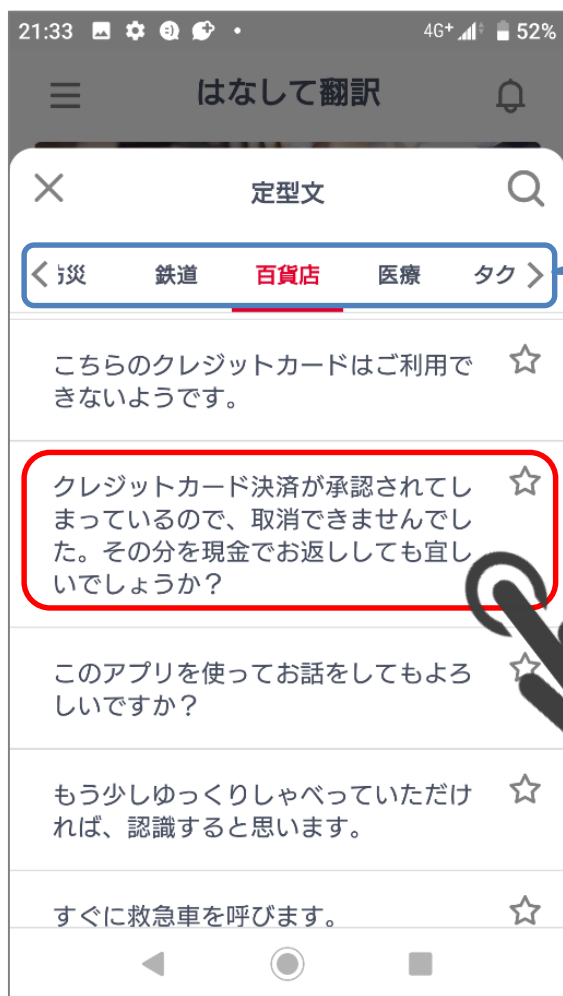 21:33 4G+ 52%
はなして翻訳
定型文
防災 鉄道 百貨店 医療 タク
こちらのクレジットカードはご利用で
きないようです。
クレジットカード決済が承認されてし
まっているので、取消できませんでし
た。その分を現金でお返ししても宜し
いでしょうか？
このアプリを使ってお話をしてもよろ
しいですか？
もう少しゆっくりしゃべっていただけ
れば、認識すると思います。
すぐに救急車を呼びます。